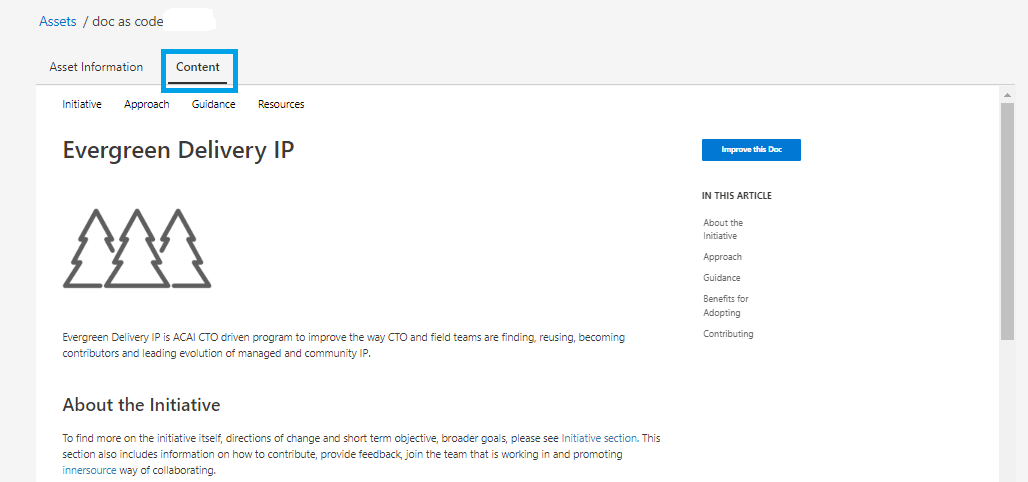 Assets / doc as code
Asset Information Content
Initiative Approach Guidance Resources
Evergreen Delivery IP
Improve this Doc
IN THIS ARTICLE
About the
Initiative
Approach
Guidance
Benefits for
Adopting
Contributing
Evergreen Delivery IP is ACAI CTO driven program to improve the way CTO and field teams are finding, reusing, becoming
contributors and leading evolution of managed and community IP.
About the Initiative
To find more on the initiative itself, directions of change and short term objective, broader goals, please see Initiative section. This
section also includes information on how to contribute, provide feedback, join the team that is working in and promoting
innersource way of collaborating.